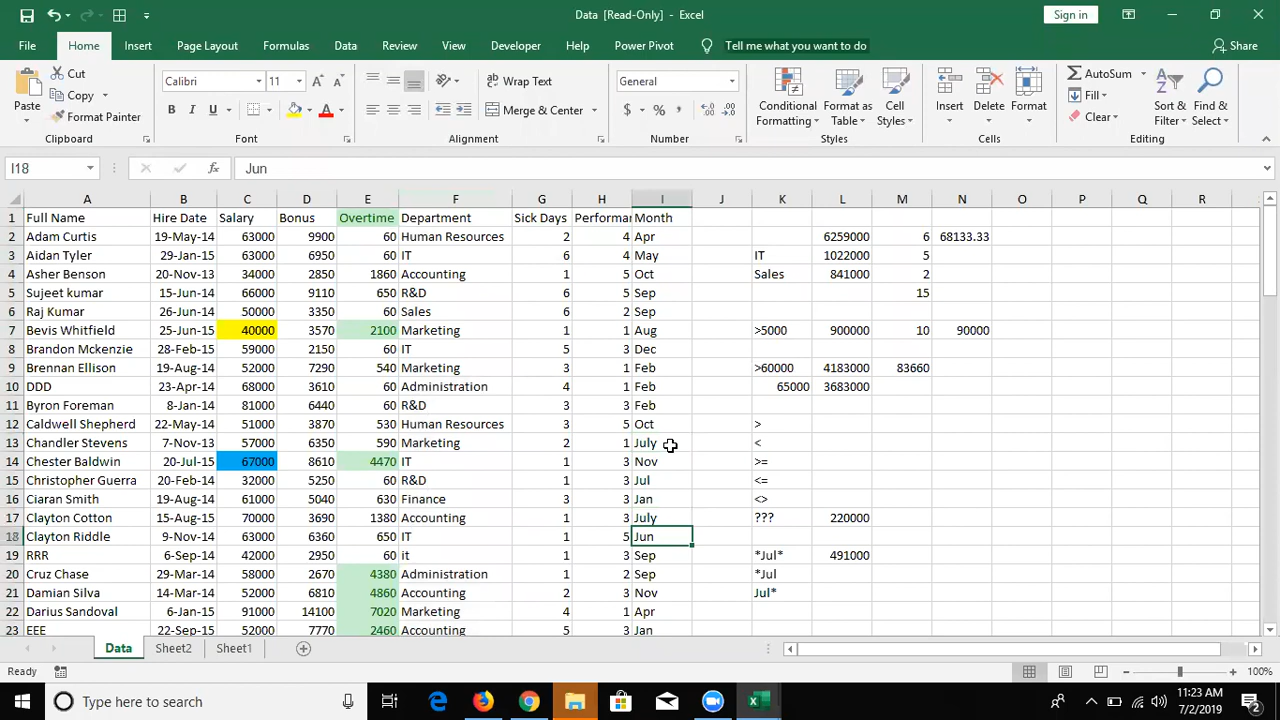 Data [Read-Only] - Excel
Sign in
File Home Insert Page Layout Formulas Data Review View Developer Help Power Pivot Tell me what you want to do Share
Paste Cut Copy Format Painter Clipboard
Calibri 11 B I U A Font
Wrap Text Merge & Center Alignment
General $ % Number
Conditional Formatting Format as Table Cell Styles Styles
Insert Delete Format Cells
AutoSum Fill Clear Sort & Filter Find & Select Editing
I18 fx Jun
A B C D E F G H I J K L M N O P Q R
1 Full Name Hire Date Salary Bonus Overtime Department Sick Days Performar Month
2 Adam Curtis 19-May-14 63000 9900 60 Human Resources 2 4 Apr 6259000 6 68133.33
3 Aidan Tyler 29-Jan-15 63000 6950 60 IT 6 4 May IT 1022000 5
4 Asher Benson 20-Nov-13 34000 2850 1860 Accounting 1 5 Oct Sales 841000 2
5 Sujeet kumar 15-Jun-14 66000 9110 650 R&D 6 5 Sep 15
6 Raj Kumar 26-Jun-14 50000 3350 60 Sales 6 2 Sep
7 Bevis Whitfield 25-Jun-15 40000 3570 2100 Marketing 1 1 Aug >5000 900000 10 90000
8 Brandon Mckenzie 28-Feb-15 59000 2150 60 IT 5 3 Dec
9 Brennan Ellison 19-Aug-14 52000 7290 540 Marketing 3 1 Feb >60000 4183000 83660
10 DDD 23-Apr-14 68000 3610 60 Administration 4 1 Feb 65000 3683000
11 Byron Foreman 8-Jan-14 81000 6440 60 R&D 3 3 Feb
12 Caldwell Shepherd 22-May-14 51000 3870 530 Human Resources 3 5 Oct >
13 Chandler Stevens 7-Nov-13 57000 6350 590 Marketing 2 1 July <
14 Chester Baldwin 20-Jul-15 67000 8610 4470 IT 1 3 Nov >=
15 Christopher Guerra 20-Feb-14 32000 5250 60 R&D 1 3 Jul <=
16 Ciaran Smith 19-Aug-14 61000 5040 630 Finance 3 3 Jan <>
17 Clayton Cotton 15-Aug-15 70000 3690 1380 Accounting 1 3 July ??? 220000
18 Clayton Riddle 9-Nov-14 63000 6360 650 IT 1 5 Jun
19 RRR 6-Sep-14 42000 2950 60 it 1 3 Sep *Jul* 491000
20 Cruz Chase 29-Mar-14 58000 2670 4380 Administration 1 2 Sep *Jul
21 Damian Silva 14-Mar-14 52000 6810 4860 Accounting 2 3 Nov Jul*
22 Darius Sandoval 6-Jan-15 91000 14100 7020 Marketing 4 1 Apr
23 EEE 22-Sep-15 52000 7770 2460 Accounting 5 3 Jan
Data Sheet2 Sheet1
Ready 100%
Type here to search 11:23 AM
7/2/2019 2